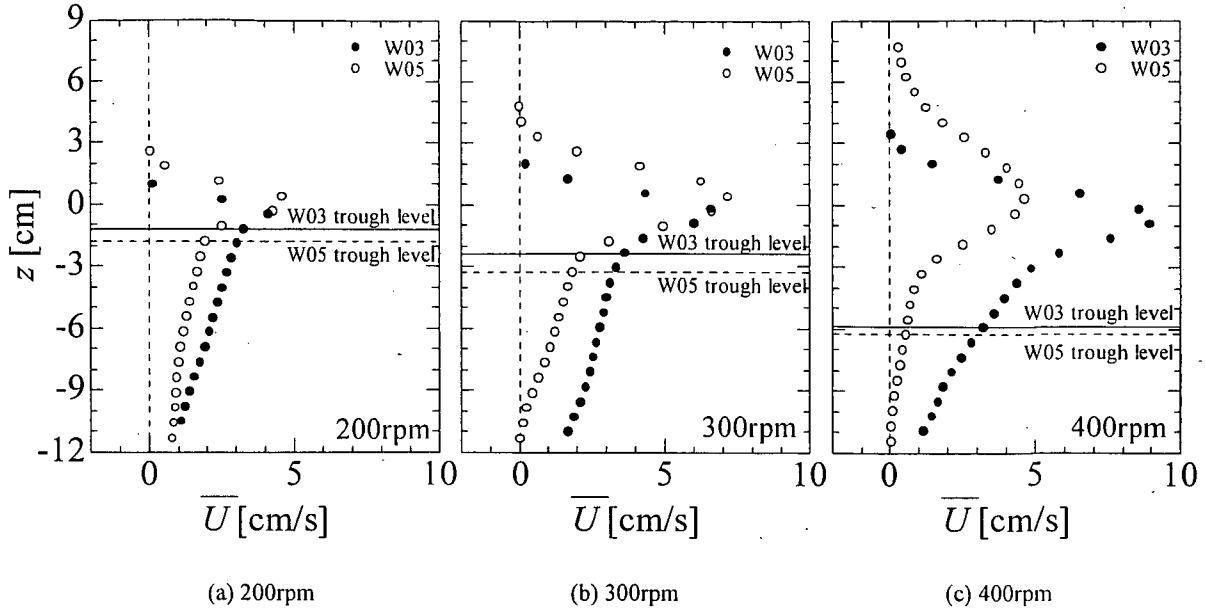 9
6
3
0
-3
-6
-9
-12
z [cm]
W03
W05
W03 trough level
W05 trough level
200rpm
0 5 10
U [cm/s]
W03
W05
W03 trough level
W05 trough level
300rpm
0 5 10
U [cm/s]
W03
W05
W03 trough level
W05 trough level
400rpm
0 5 10
U [cm/s]
(a) 200rpm
(b) 300rpm
(c) 400rpm